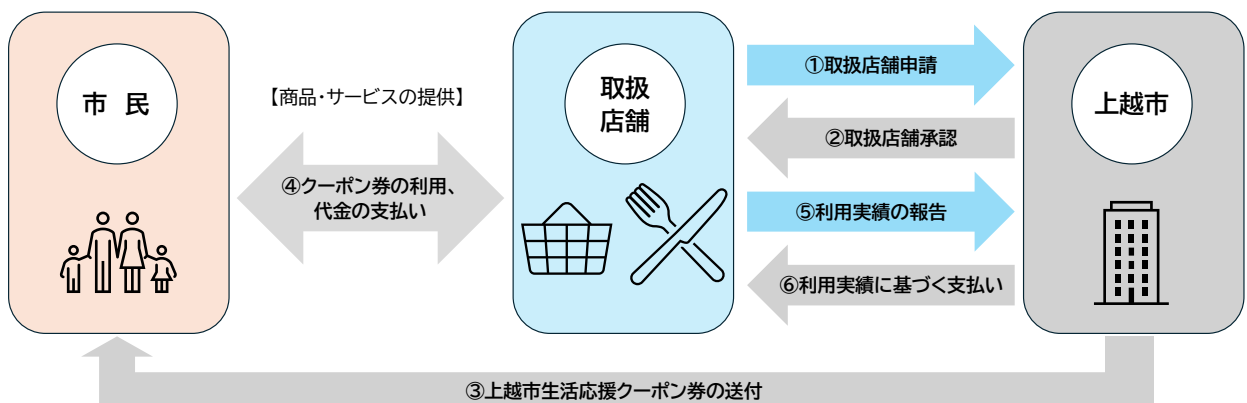 市 民
【商品・サービスの提供】
④クーポン券の利用、
代金の支払い
取扱
店舗
①取扱店舗申請
②取扱店舗承認
⑤利用実績の報告
⑥利用実績に基づく支払い
上越市
③上越市生活応援クーポン券の送付